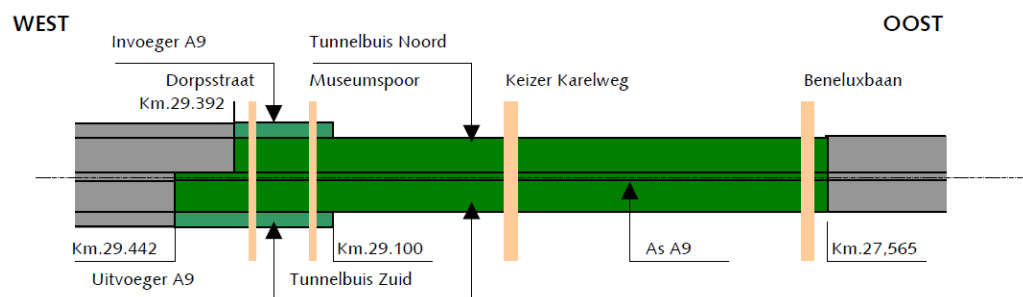 WEST
OOST
Invoeger A9
Tunnelbuis Noord
Dorpsstraat
Museumspoor
Keizer Karelweg
Beneluxbaan
Km.29.392
Km.29.442
Km.29.100
As A9
Km.27,565
Uitvoeger A9
Tunnelbuis Zuid